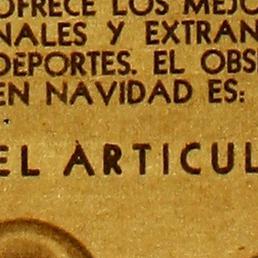 OFRECE LOS MEJO
NALES Y EXTRAN
DEPORTES. EL OBS
EN NAVIDAD ES:
EL ARTICUL